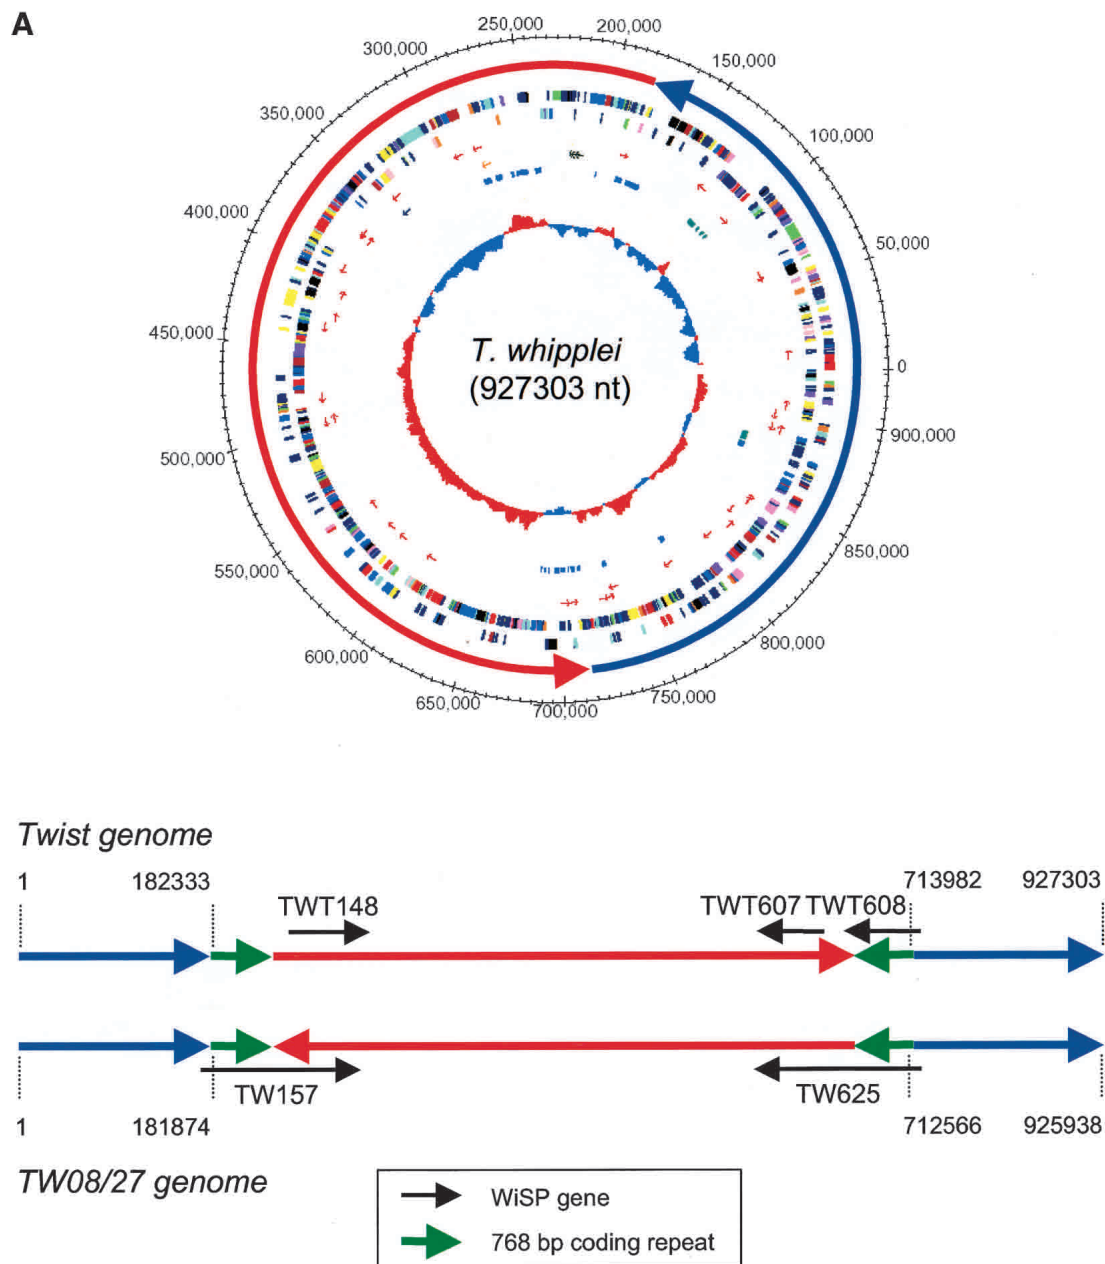 A
250,000
200,000
300,000
150,000
350,000
100,000
400,000
50,000
450,000
T. whipplei
(927303 nt)
0
500,000
900,000
550,000
850,000
600,000
800,000
650,000
700,000
750,000
Twist genome
1 182333 713982 927303
TWT148 TWT607 TWT608
TW157 TW625
1 181874 712566 925938
TW08/27 genome
WiSP gene
768 bp coding repeat